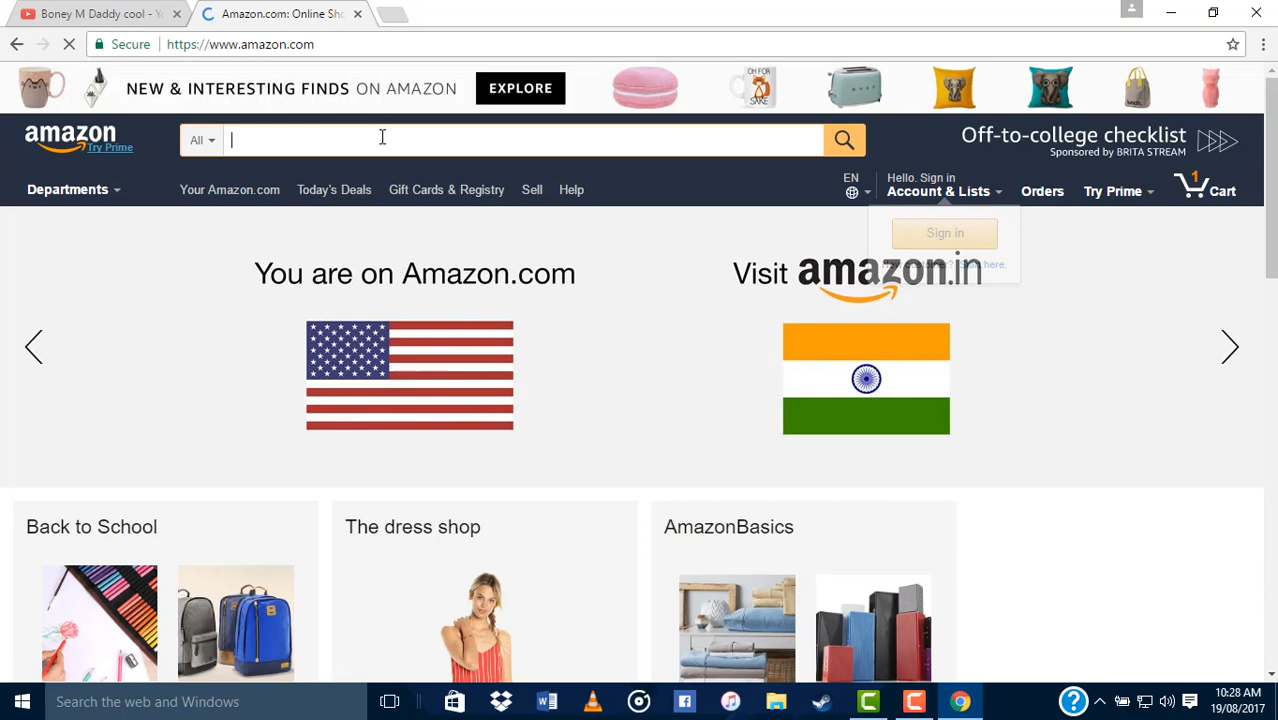 Boney M Daddy cool - Y
Amazon.com: Online Sh
Secure
https://www.amazon.com
NEW & INTERESTING FINDS ON AMAZON
EXPLORE
OH FOR
SAKE
lunch.
amazon
Try Prime
All
Off-to-college checklist
Sponsored by BRITA STREAM
Departments
Your Amazon.com
Today's Deals
Gift Cards & Registry
Sell
Help
EN
Hello. Sign in
Account & Lists
Orders
Try Prime
1
Cart
Sign in
You are on Amazon.com
Visit amazon.in
Back to School
The dress shop
AmazonBasics
Search the web and Windows
10:28 AM
19/08/2017